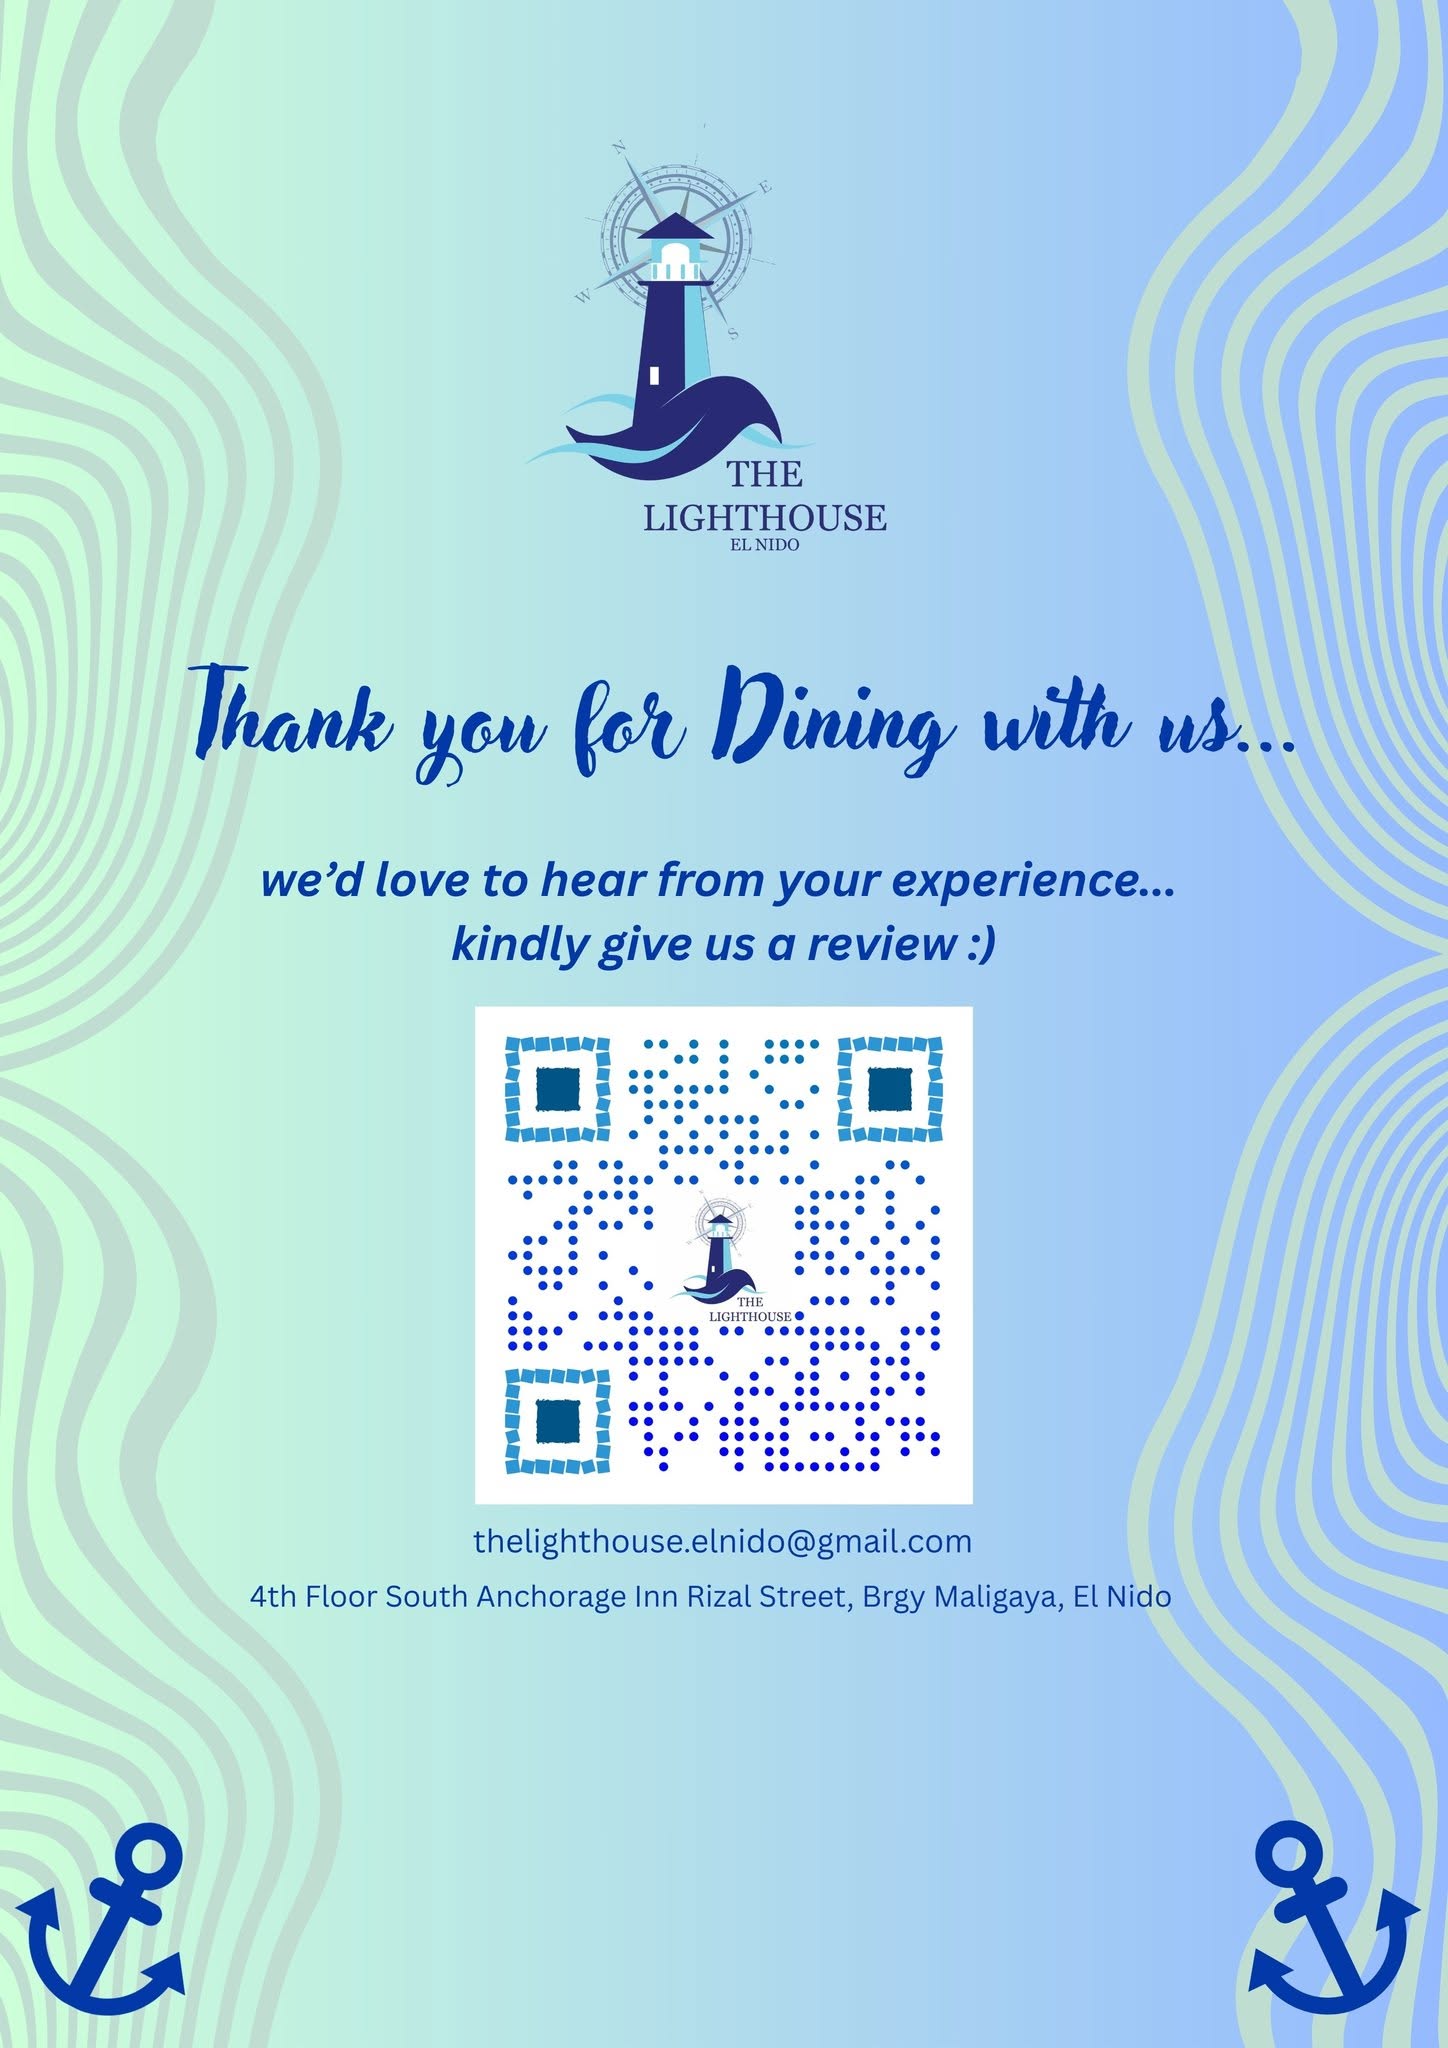 N
E
W
S
THE
LIGHTHOUSE
EL NIDO
Thank you for Dining with us...
we’d love to hear from your experience...
kindly give us a review :)
THE
LIGHTHOUSE
thelighthouse.elnido@gmail.com
4th Floor South Anchorage Inn Rizal Street, Brgy Maligaya, El Nido